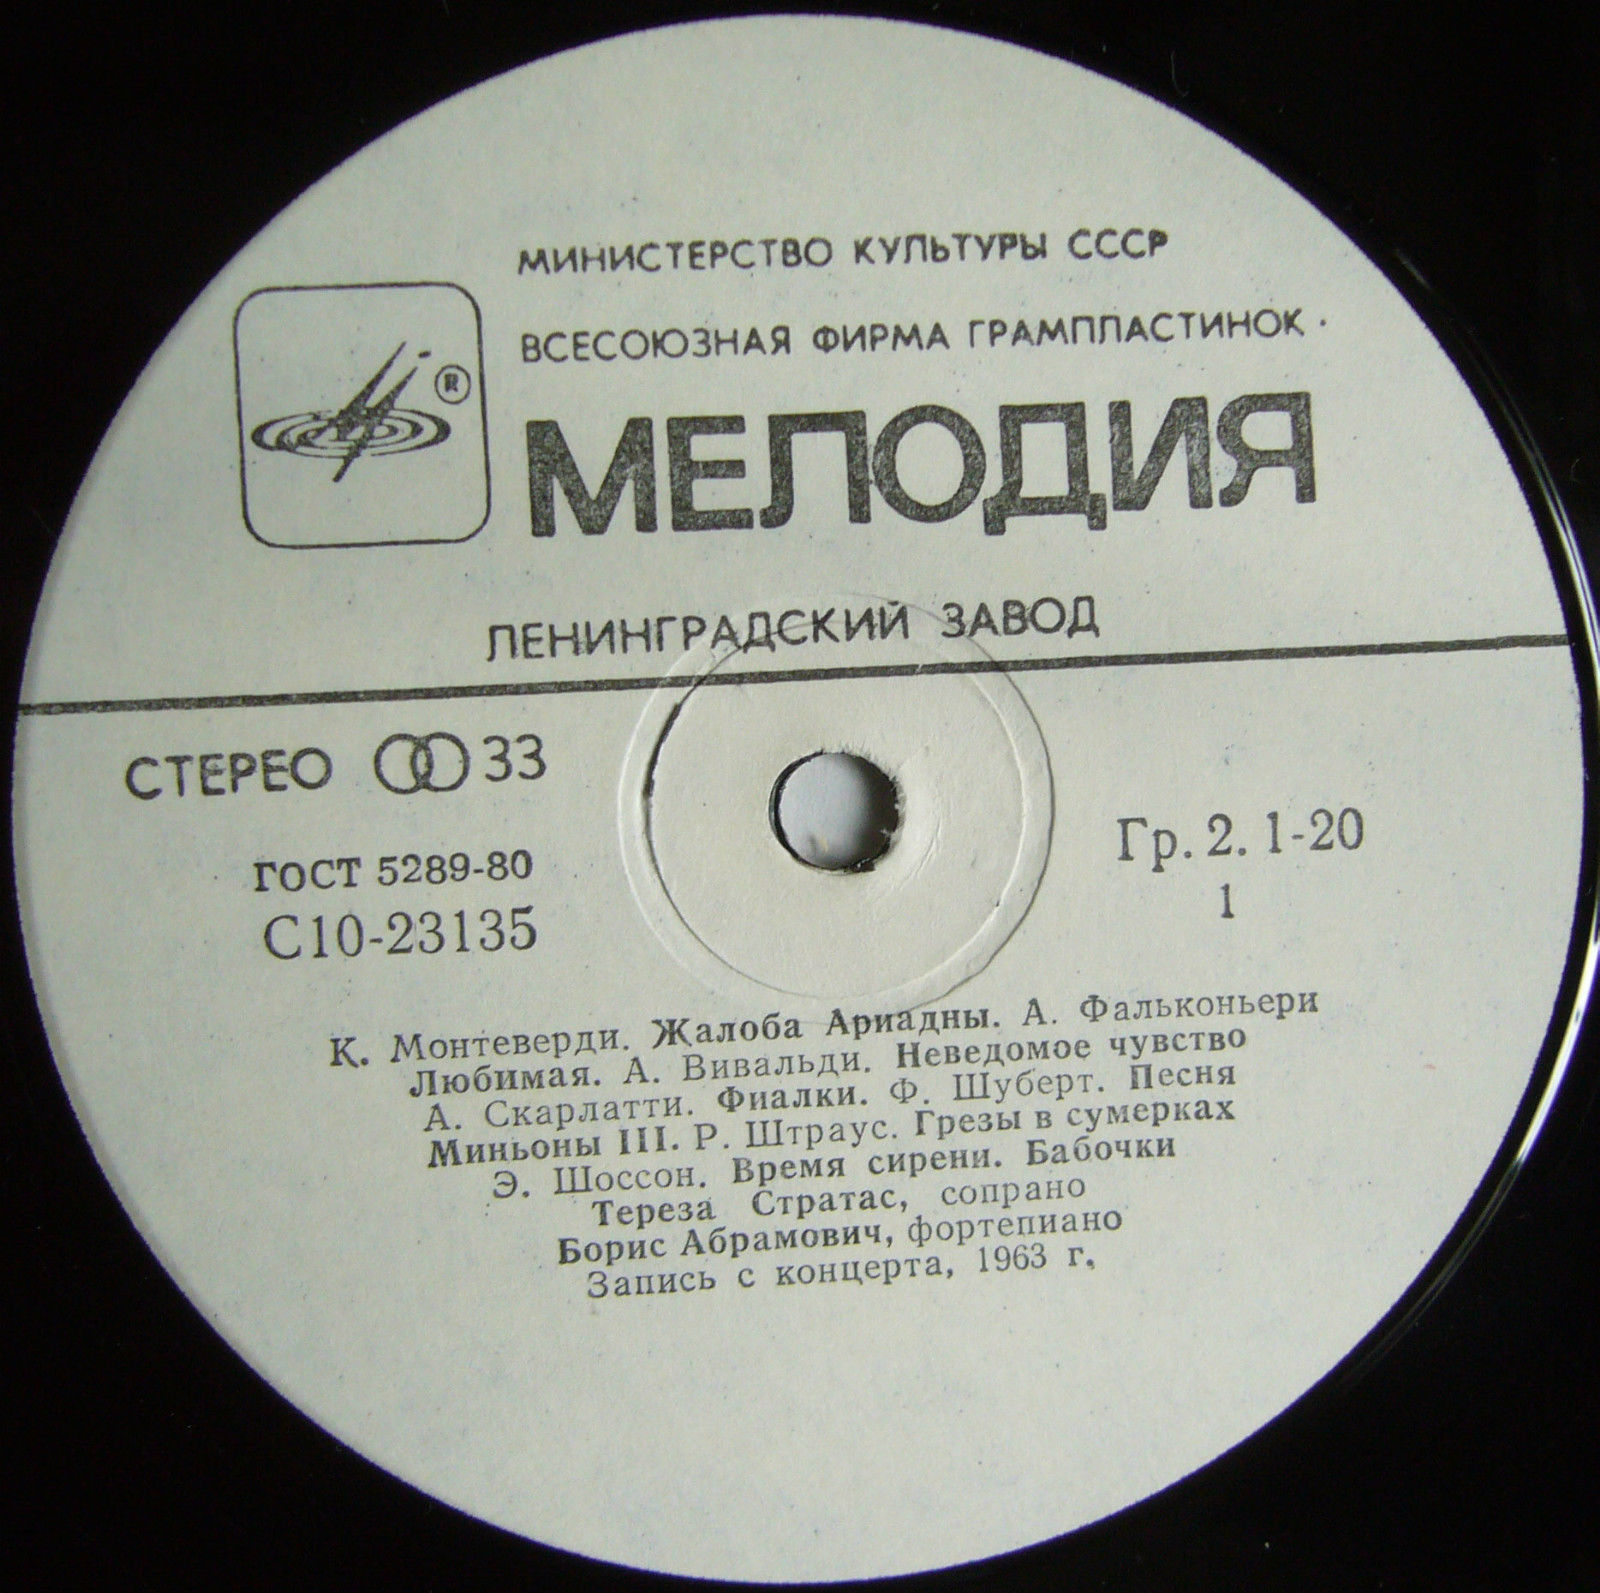 МИНИСТЕРСТВО КУЛЬТУРЫ СССР
ВСЕСОЮЗНАЯ ФИРМА ГРАМПЛАСТИНОК
®
МЕЛОДИЯ
ЛЕНИНГРАДСКИЙ ЗАВОД
СТЕРЕО 33
ГОСТ 5289-80
С10-23135
Гр. 2. 1-20
1
К. Монтеверди. Жалоба Ариадны. А. Фальконьери
Любимая. А. Вивальди. Неведомое чувство
А. Скарлатти. Фиалки. Ф. Шуберт. Песня
Миньоны III. Р. Штраус. Грезы в сумерках
Э. Шоссон. Время сирени. Бабочки
Тереза Стратас, сопрано
Борис Абрамович, фортепиано
Запись с концерта, 1963 г.